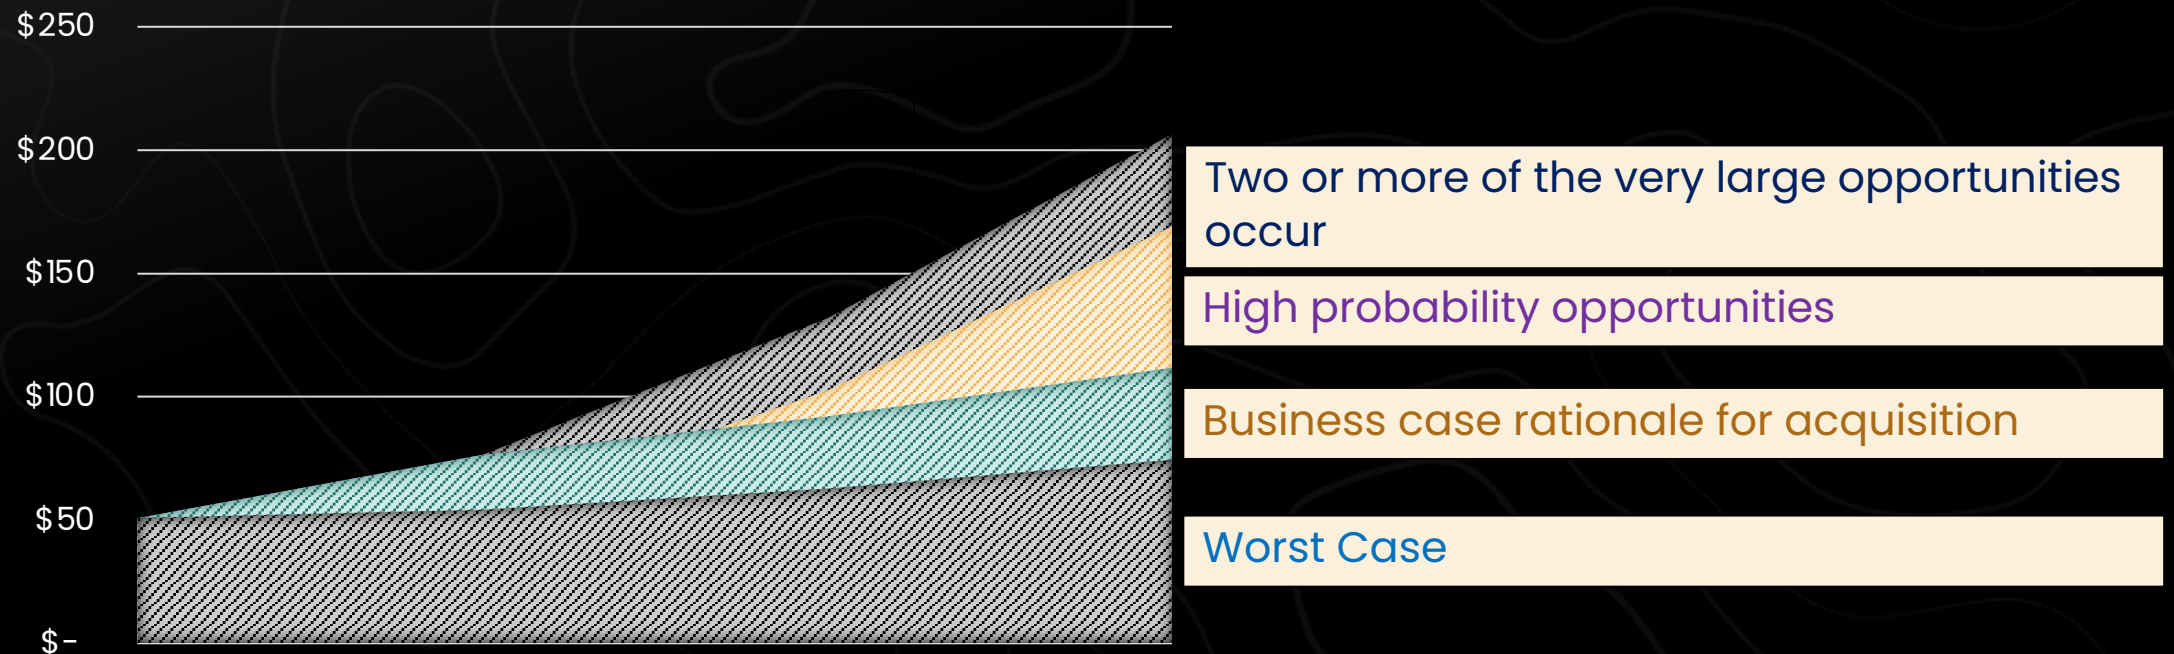 $250
$200
$150
$100
$50
$-
Two or more of the very large opportunities
occur
High probability opportunities
Business case rationale for acquisition
Worst Case